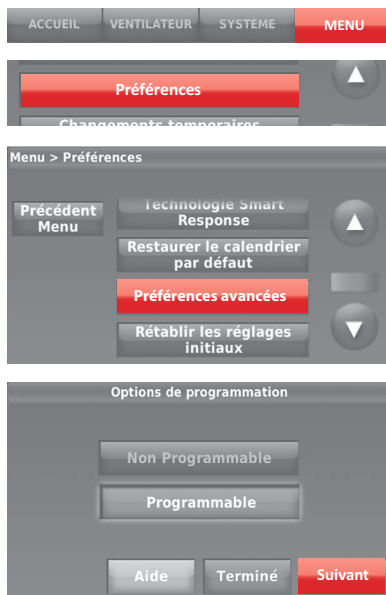 ACCUEIL VENTILATEUR SYSTÈME MENU
Préférences
Changements temporaires
Menu > Préférences
Précédent
Menu
Technologie Smart
Response
Restaurer le calendrier
par défaut
Préférences avancées
Rétablir les réglages
initiaux
Options de programmation
Non Programmable
Programmable
Aide Terminé Suivant